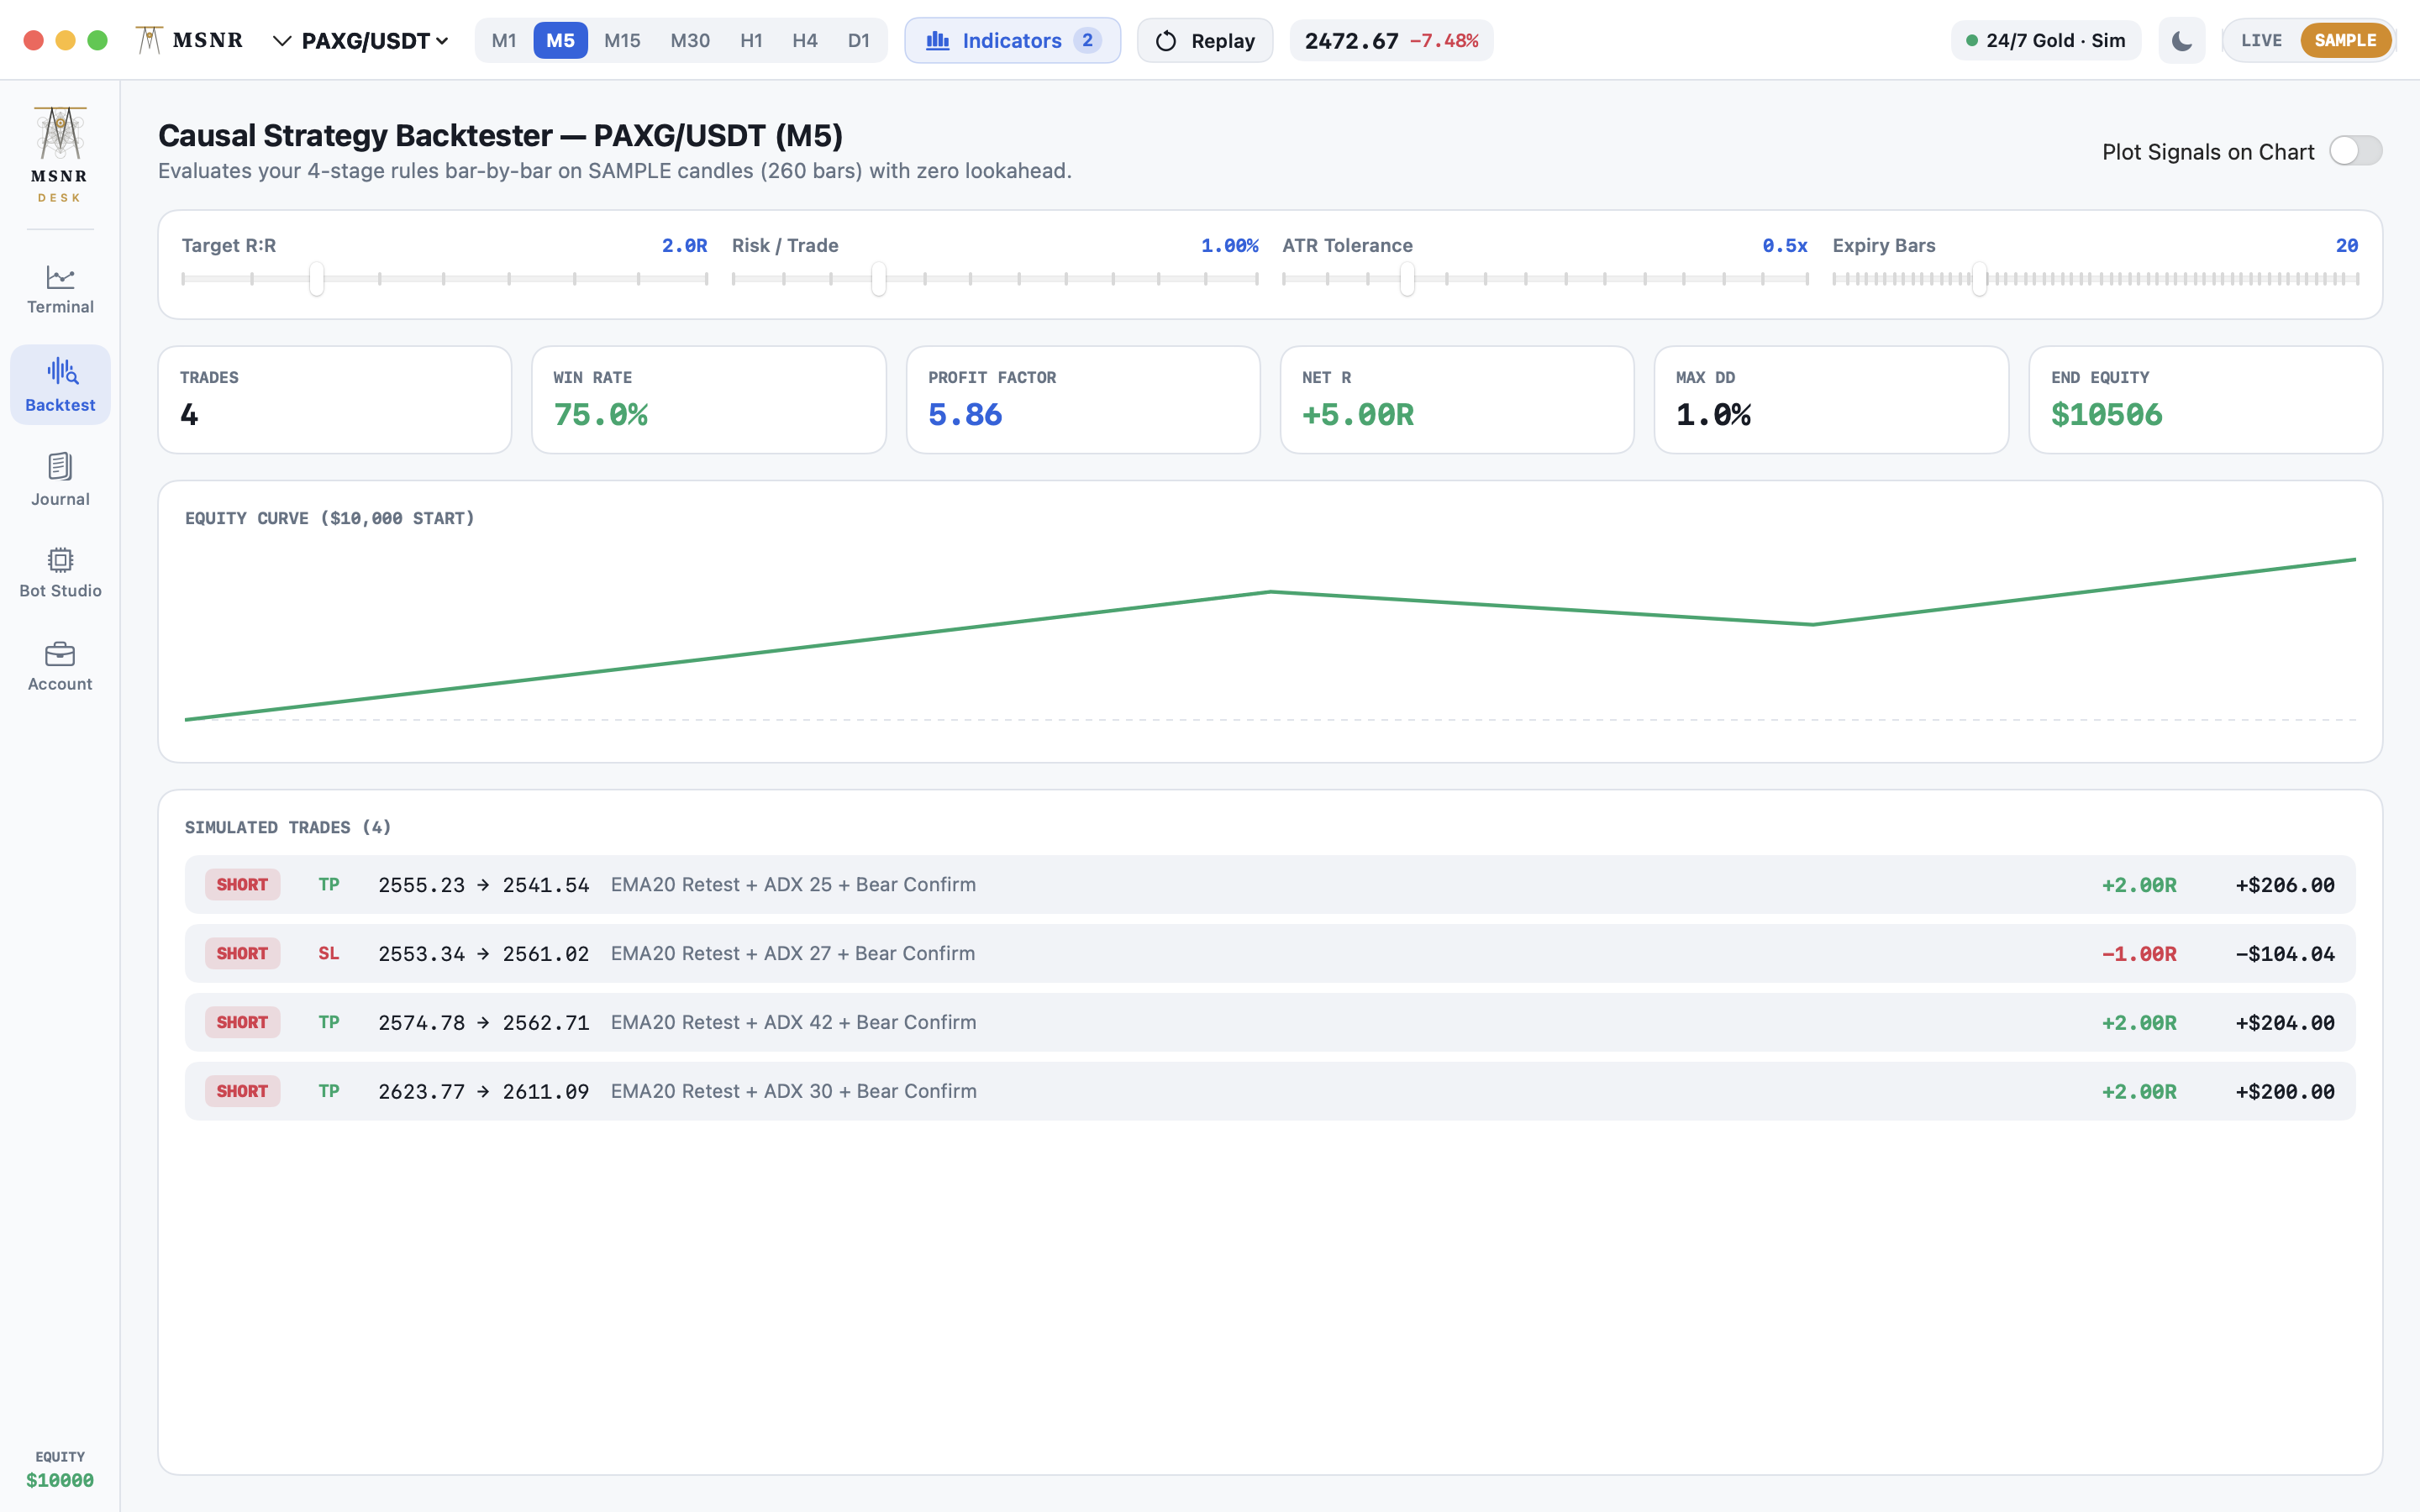 MSNR PAXG/USDT M1 M5 M15 M30 H1 H4 D1 Indicators 2 Replay 2472.67 −7.48% 24/7 Gold · Sim LIVE SAMPLE
MSNR
DESK
Terminal
Backtest
Journal
Bot Studio
Account
EQUITY
$10000
Causal Strategy Backtester — PAXG/USDT (M5)
Evaluates your 4-stage rules bar-by-bar on SAMPLE candles (260 bars) with zero lookahead.
Plot Signals on Chart
Target R:R 2.0R Risk / Trade 1.00% ATR Tolerance 0.5x Expiry Bars 20
TRADES
4
WIN RATE
75.0%
PROFIT FACTOR
5.86
NET R
+5.00R
MAX DD
1.0%
END EQUITY
$10506
EQUITY CURVE ($10,000 START)
SIMULATED TRADES (4)
SHORT TP 2555.23 → 2541.54 EMA20 Retest + ADX 25 + Bear Confirm +2.00R +$206.00
SHORT SL 2553.34 → 2561.02 EMA20 Retest + ADX 27 + Bear Confirm −1.00R −$104.04
SHORT TP 2574.78 → 2562.71 EMA20 Retest + ADX 42 + Bear Confirm +2.00R +$204.00
SHORT TP 2623.77 → 2611.09 EMA20 Retest + ADX 30 + Bear Confirm +2.00R +$200.00